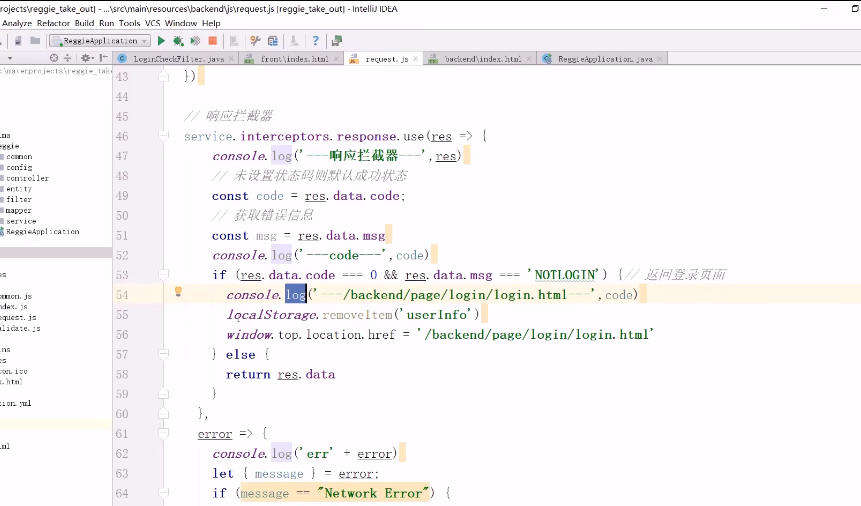 rojects\reggie_take_out] - ...\src\main\resources\backend\js\request.js [reggie_take_out] - IntelliJ IDEA
Analyze Refactor Build Run Tools VCS Window Help
ReggieApplication
LoginCheckFilter.java front\index.html request.js backend\index.html ReggieApplication.java
:\mavenprojects\reggie_take
ggie
common
config
controller
entity
filter
mapper
service
ReggieApplication
ommon.js
ndex.js
equest.js
alidate.js
con.ico
x.html
tion.yml
ml
43 })
44
45 // 响应拦截器
46 service.interceptors.response.use(res => {
47 console.log('---响应拦截器---',res)
48 // 未设置状态码则默认成功状态
49 const code = res.data.code;
50 // 获取错误信息
51 const msg = res.data.msg
52 console.log('---code---',code)
53 if (res.data.code === 0 && res.data.msg === 'NOTLOGIN') {// 返回登录页面
54 console.log('---/backend/page/login/login.html---',code)
55 localStorage.removeItem('userInfo')
56 window.top.location.href = '/backend/page/login/login.html'
57 } else {
58 return res.data
59 }
60 },
61 error => {
62 console.log('err' + error)
63 let { message } = error;
64 if (message == "Network Error") {